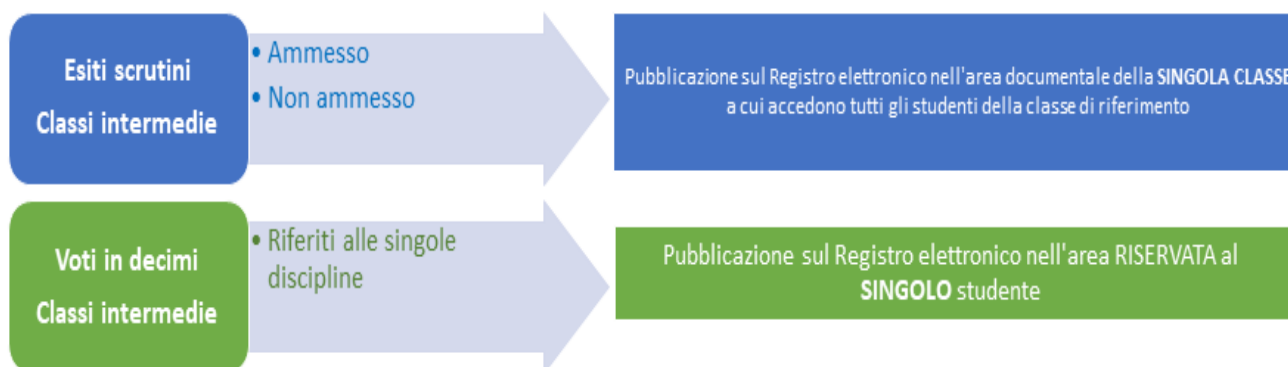 Esiti scrutini
Classi intermedie
• Ammesso
• Non ammesso
Pubblicazione sul Registro elettronico nell'area documentale della SINGOLA CLASSE
a cui accedono tutti gli studenti della classe di riferimento
Voti in decimi
Classi intermedie
• Riferiti alle singole
discipline
Pubblicazione sul Registro elettronico nell'area RISERVATA al
SINGOLO studente